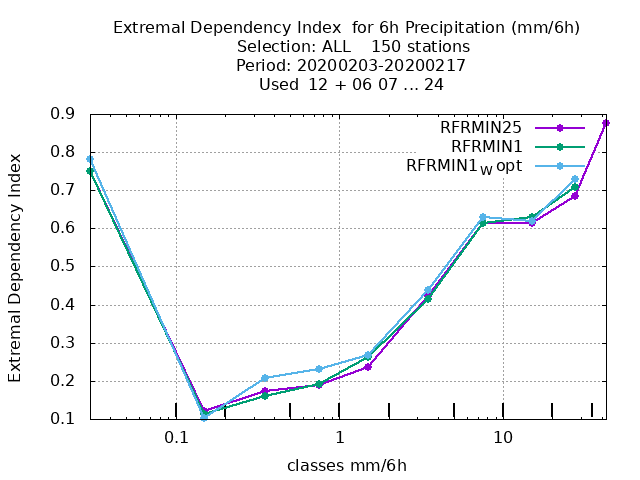 Extremal Dependency Index  for 6h Precipitation (mm/6h)
Selection: ALL    150 stations
Period: 20200203-20200217
Used  12 + 06 07 ... 24
RFRMIN25
RFRMIN1
RFRMIN1W opt
Extremal Dependency Index
0.9
0.8
0.7
0.6
0.5
0.4
0.3
0.2
0.1
0.1 1 10
classes mm/6h